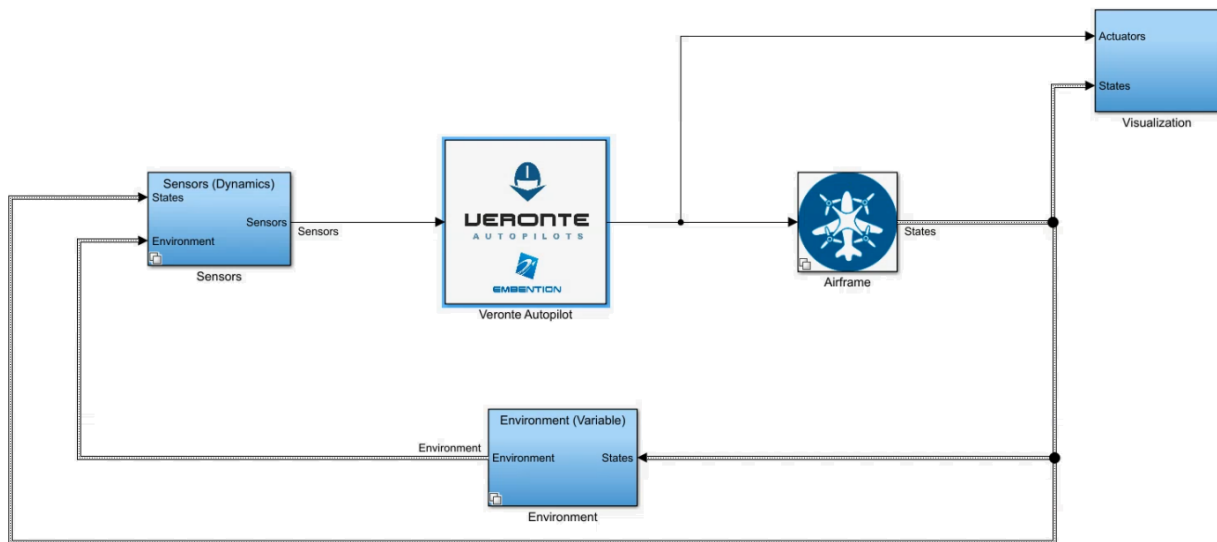 Actuators
States
Visualization
Sensors (Dynamics)
States
Sensors
Environment
Sensors
Sensors
VERONTE
AUTOPILOTS
EMBENTION
Veronte Autopilot
States
Airframe
Environment (Variable)
Environment
Environment
States
Environment